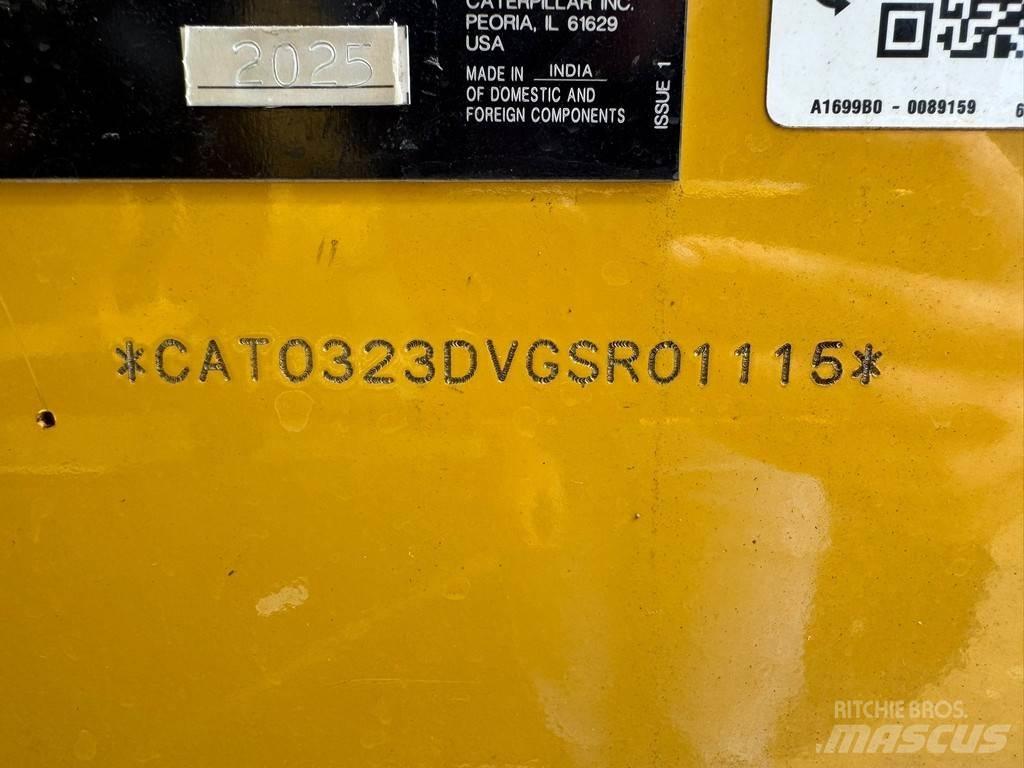 CATERPILLAR INC.
PEORIA, IL 61629
USA
2025
MADE IN INDIA
OF DOMESTIC AND
FOREIGN COMPONENTS
ISSUE 1
A1699B0 - 0089159 6
*CAT0323DVGSR01115*
RITCHIE BROS.
MASCUS